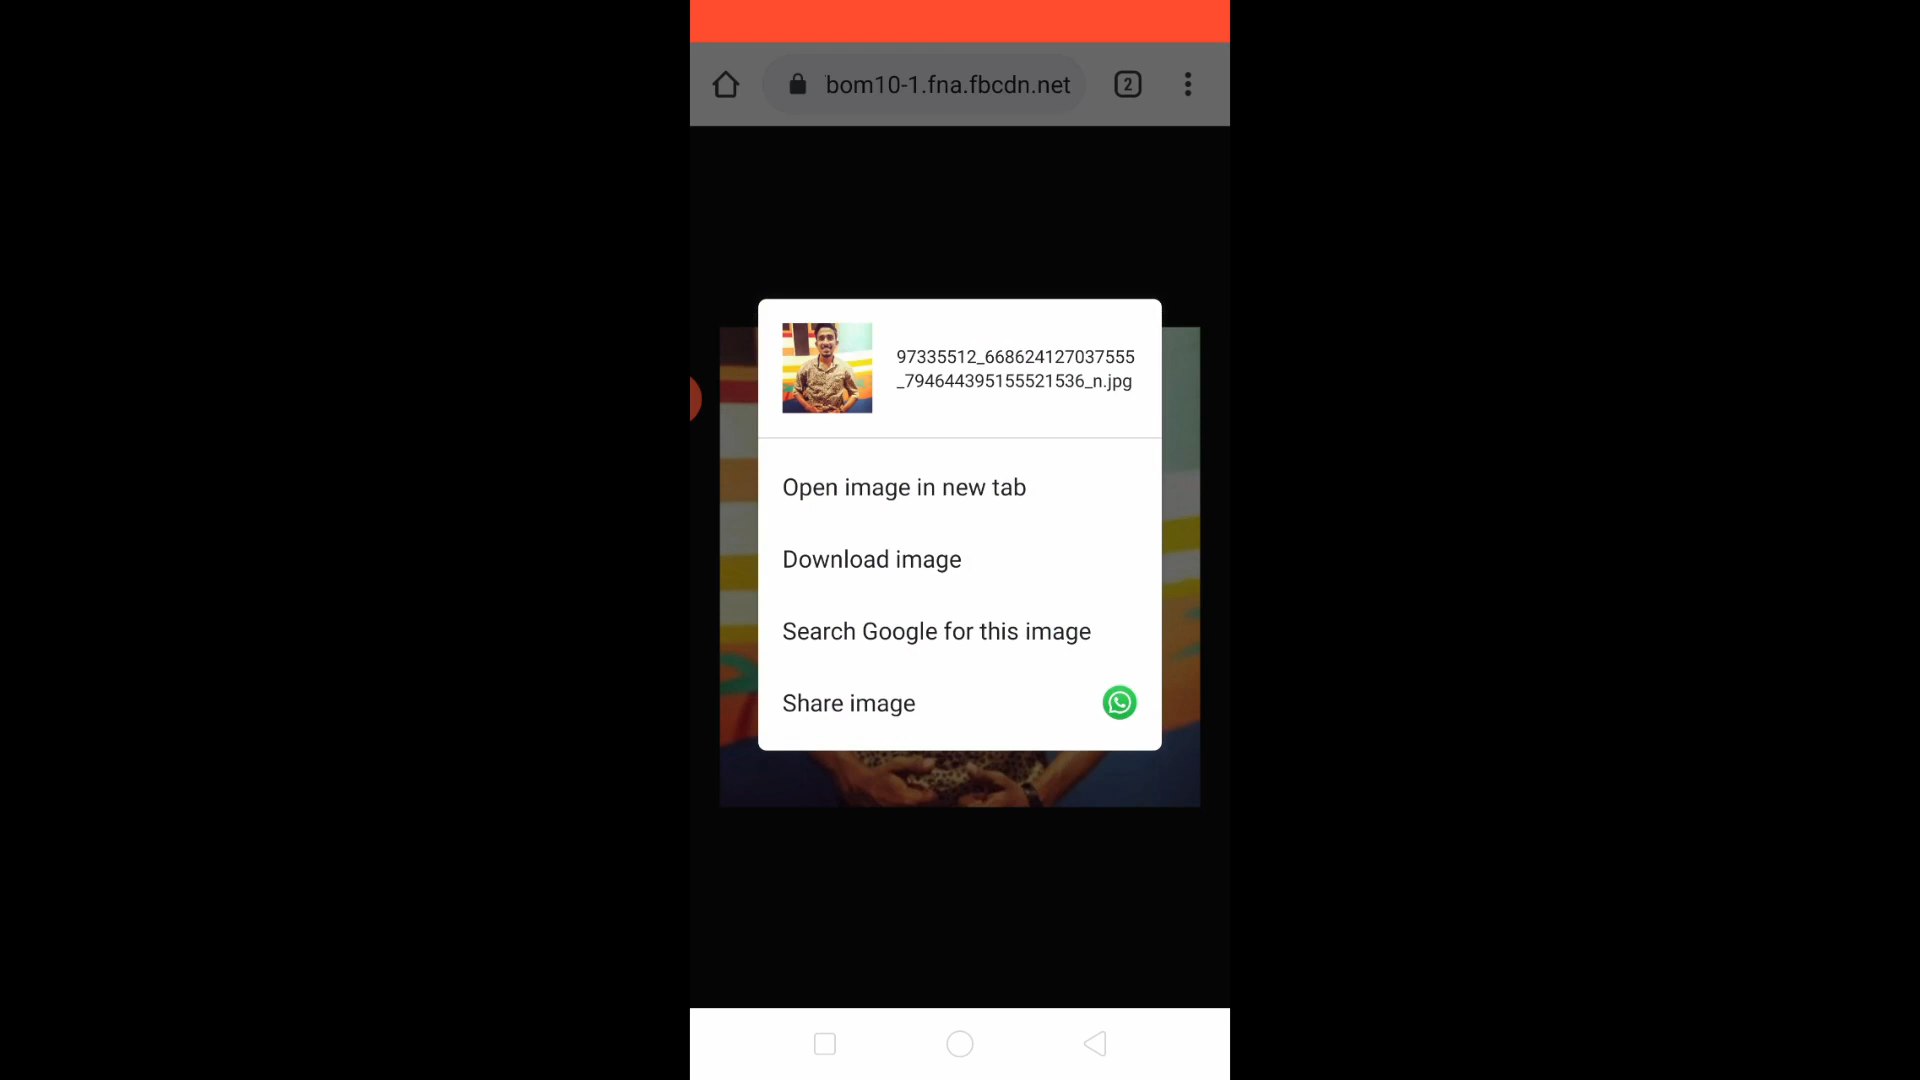 bom10-1.fna.fbcdn.net
2
97335512_668624127037555
_794644395155521536_n.jpg
Open image in new tab
Download image
Search Google for this image
Share image